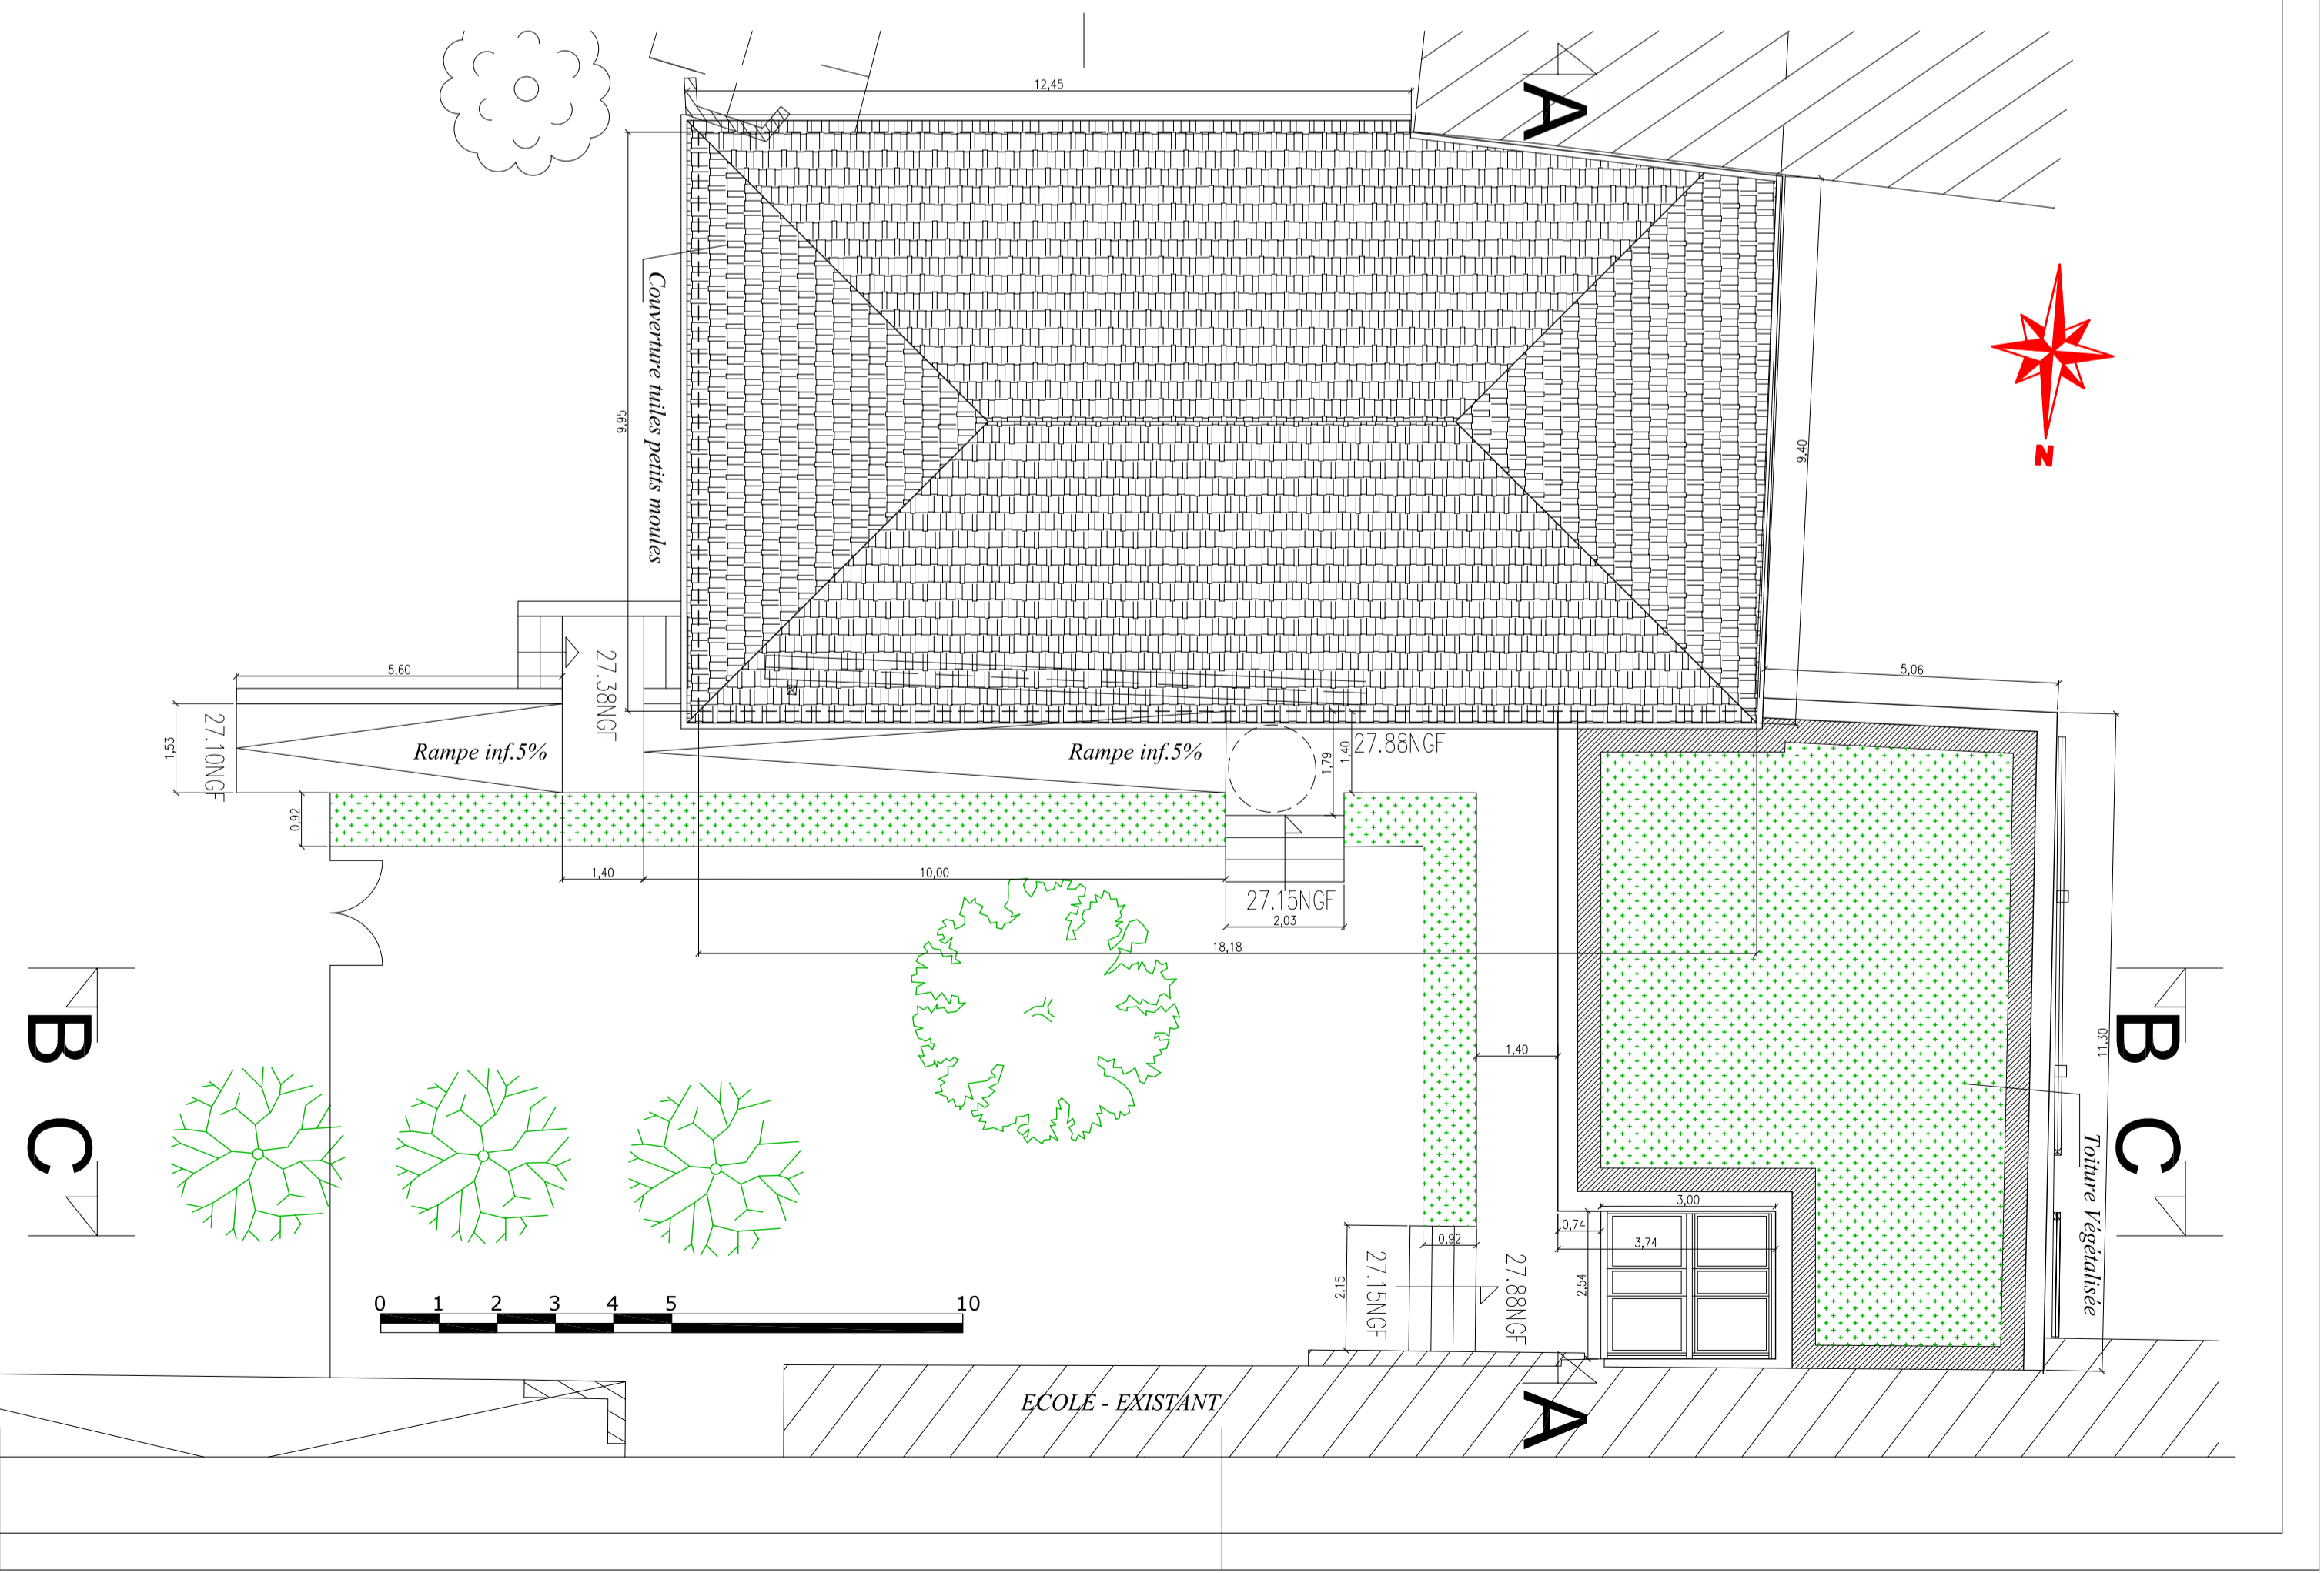 12,45
A
9,95
Couverture tuiles petits moules
9,40
N
5,60
27.38NGF
5,06
1,53
27.10NGF
Rampe inf.5%
Rampe inf.5%
1,79
1,40
27.88NGF
0,92
1,40
10,00
27.15NGF
2,03
18,18
B
C
1,40
11,30
B
C
Toiture Végétalisée
3,00
0,74
3,74
0,92
2,15
27.15NGF
27.88NGF
2,54
0 1 2 3 4 5 10
ECOLE - EXISTANT
A